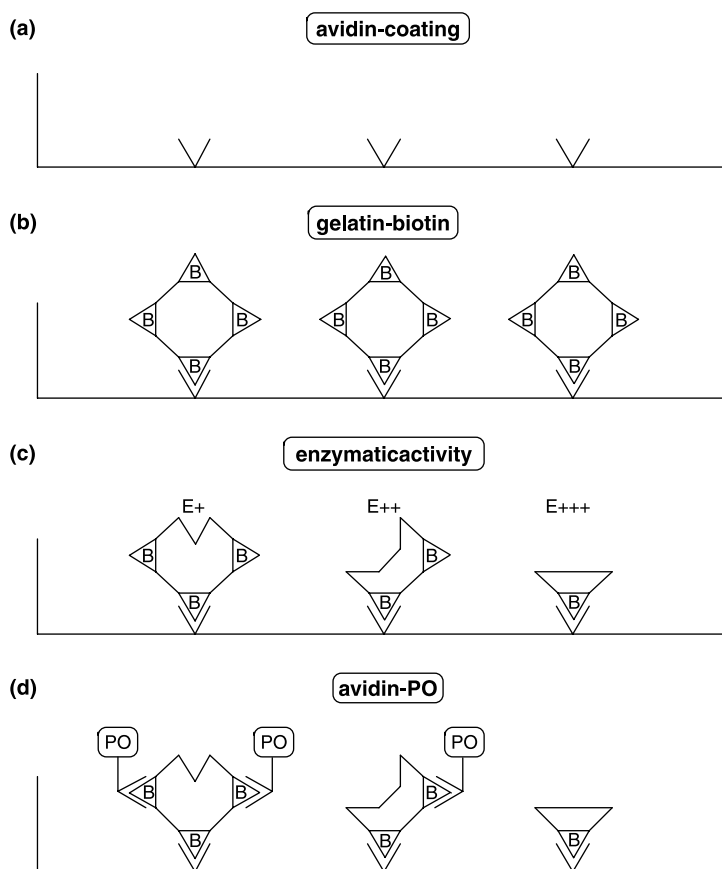 (a) avidin-coating
(b) gelatin-biotin
B B B
B B B B B B
B B B
(c) enzymaticactivity
E+ E++ E+++
B B B
B B B
(d) avidin-PO
PO PO PO
B B B
B B B